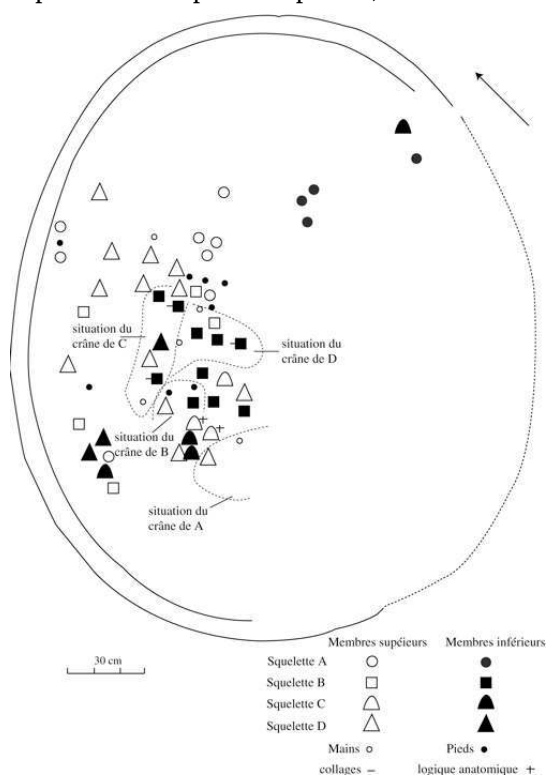 situation du
crâne de C
situation du
crâne de D
situation du
crâne de B
situation du
crâne de A
30 cm
Membres supéieurs Membres inférieurs
Squelette A
Squelette B
Squelette C
Squelette D
Mains Pieds
collages – logique anatomique +